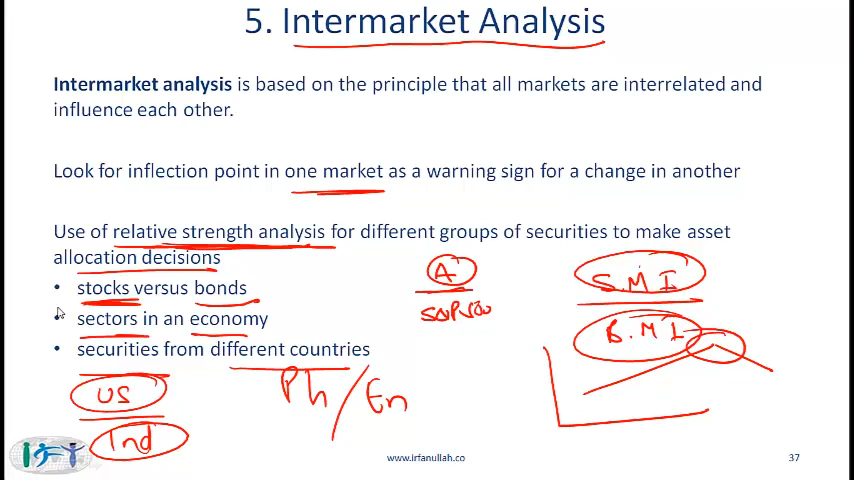 5. Intermarket Analysis
Intermarket analysis is based on the principle that all markets are interrelated and
influence each other.
Look for inflection point in one market as a warning sign for a change in another
Use of relative strength analysis for different groups of securities to make asset
allocation decisions
• stocks versus bonds
• sectors in an economy
• securities from different countries
A
S&P500
S.M.I
B.M.I
US
Ind
Ph/En
IFT
www.irfanullah.co
37